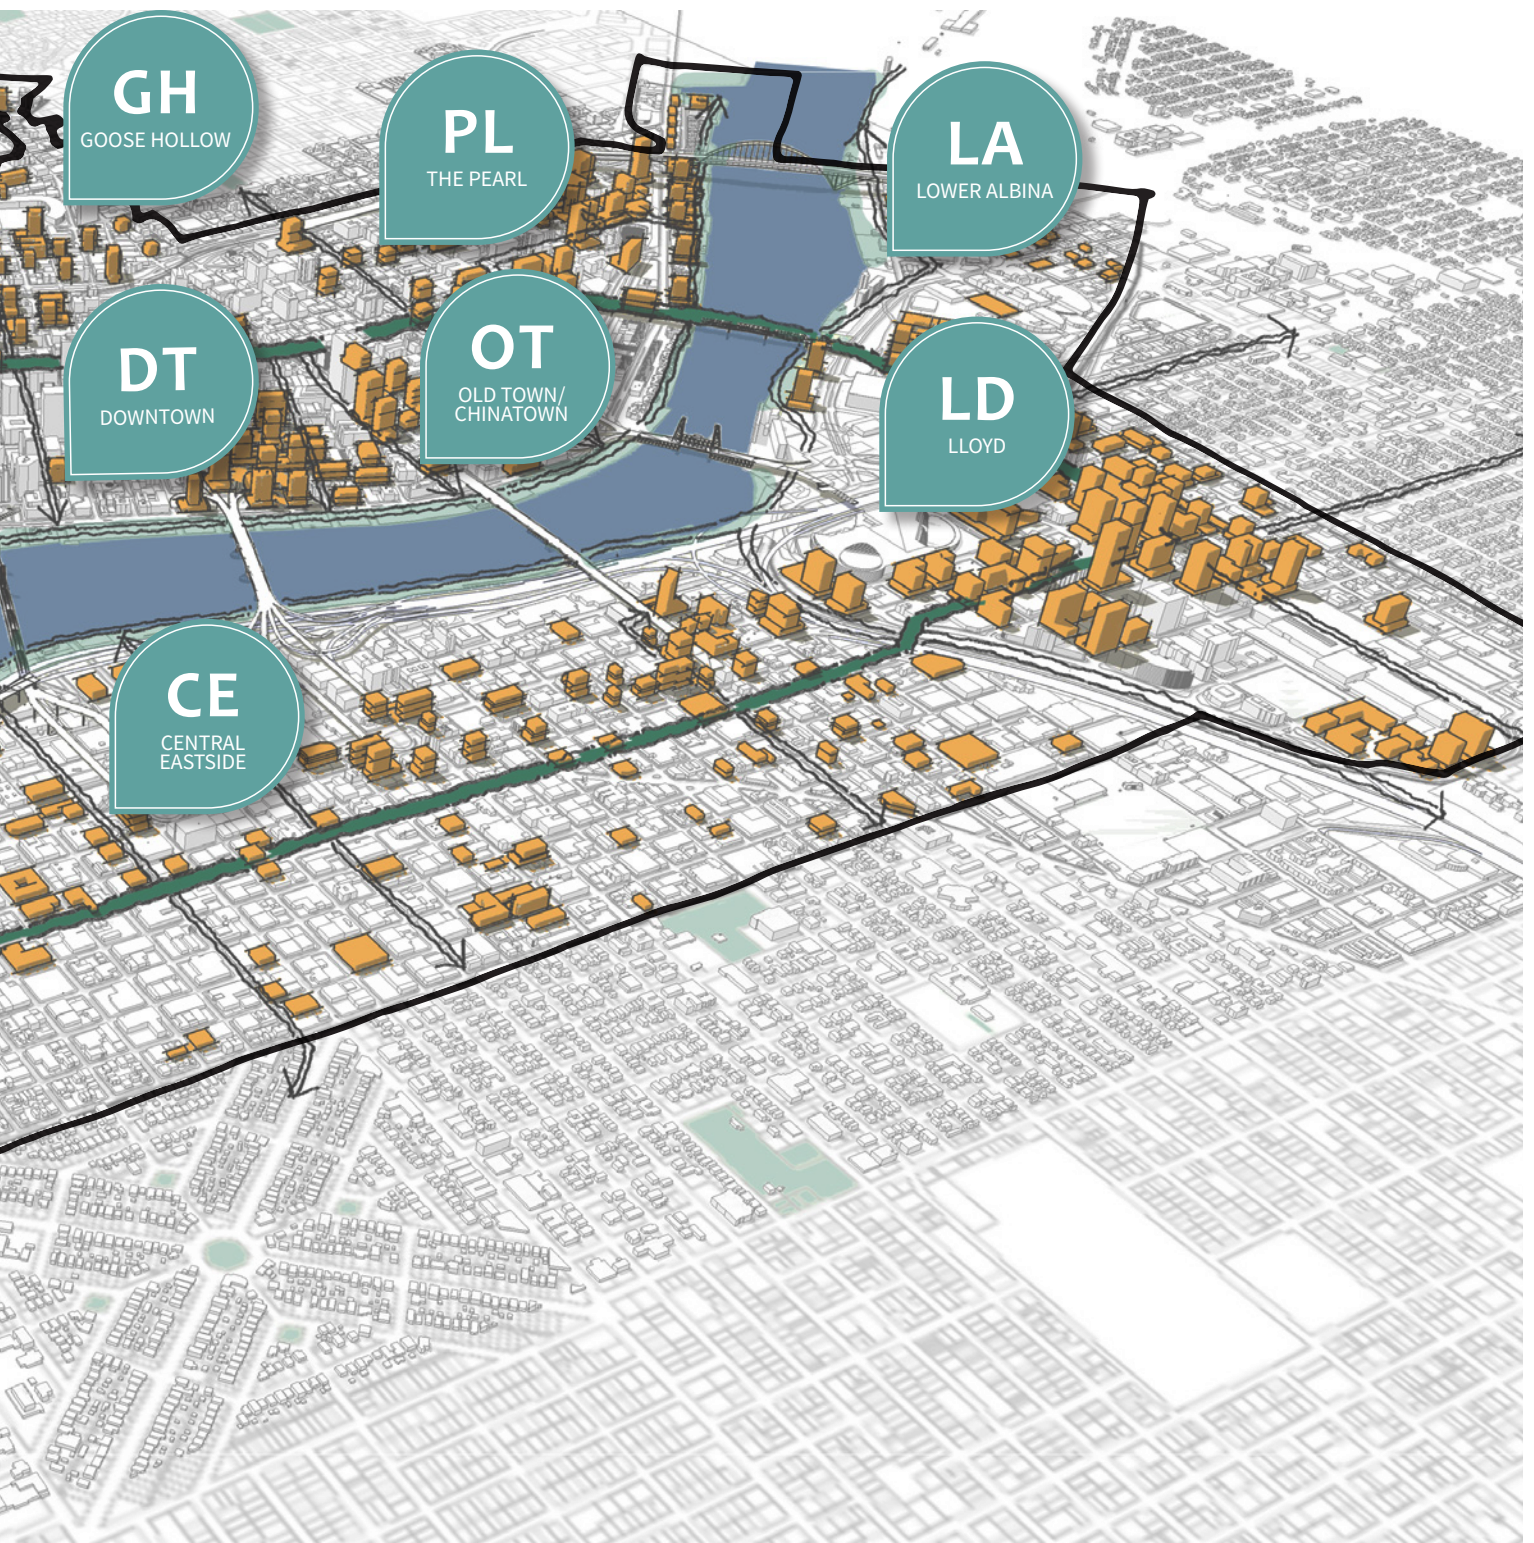 GH
GOOSE HOLLOW
PL
THE PEARL
LA
LOWER ALBINA
DT
DOWNTOWN
OT
OLD TOWN/
CHINATOWN
LD
LLOYD
CE
CENTRAL
EASTSIDE